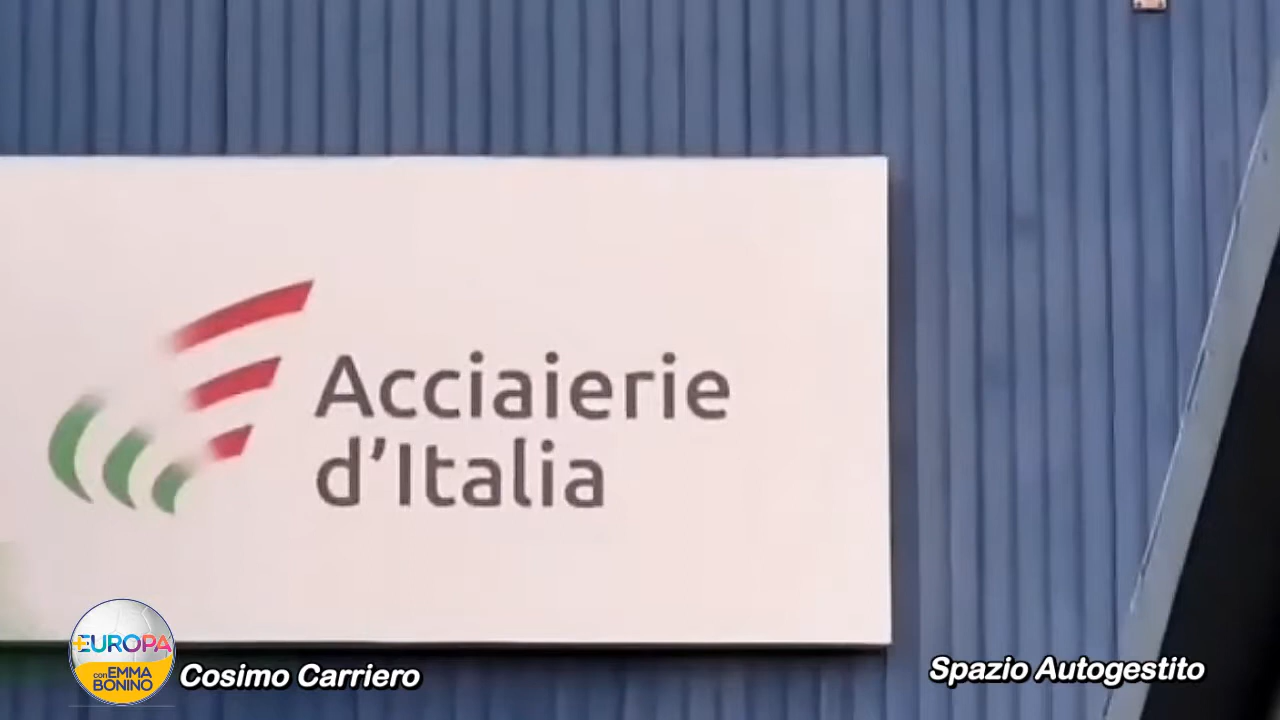 Acciaierie
d'Italia
+EUROPA
con EMMA
BONINO
Cosimo Carriero
Spazio Autogestito